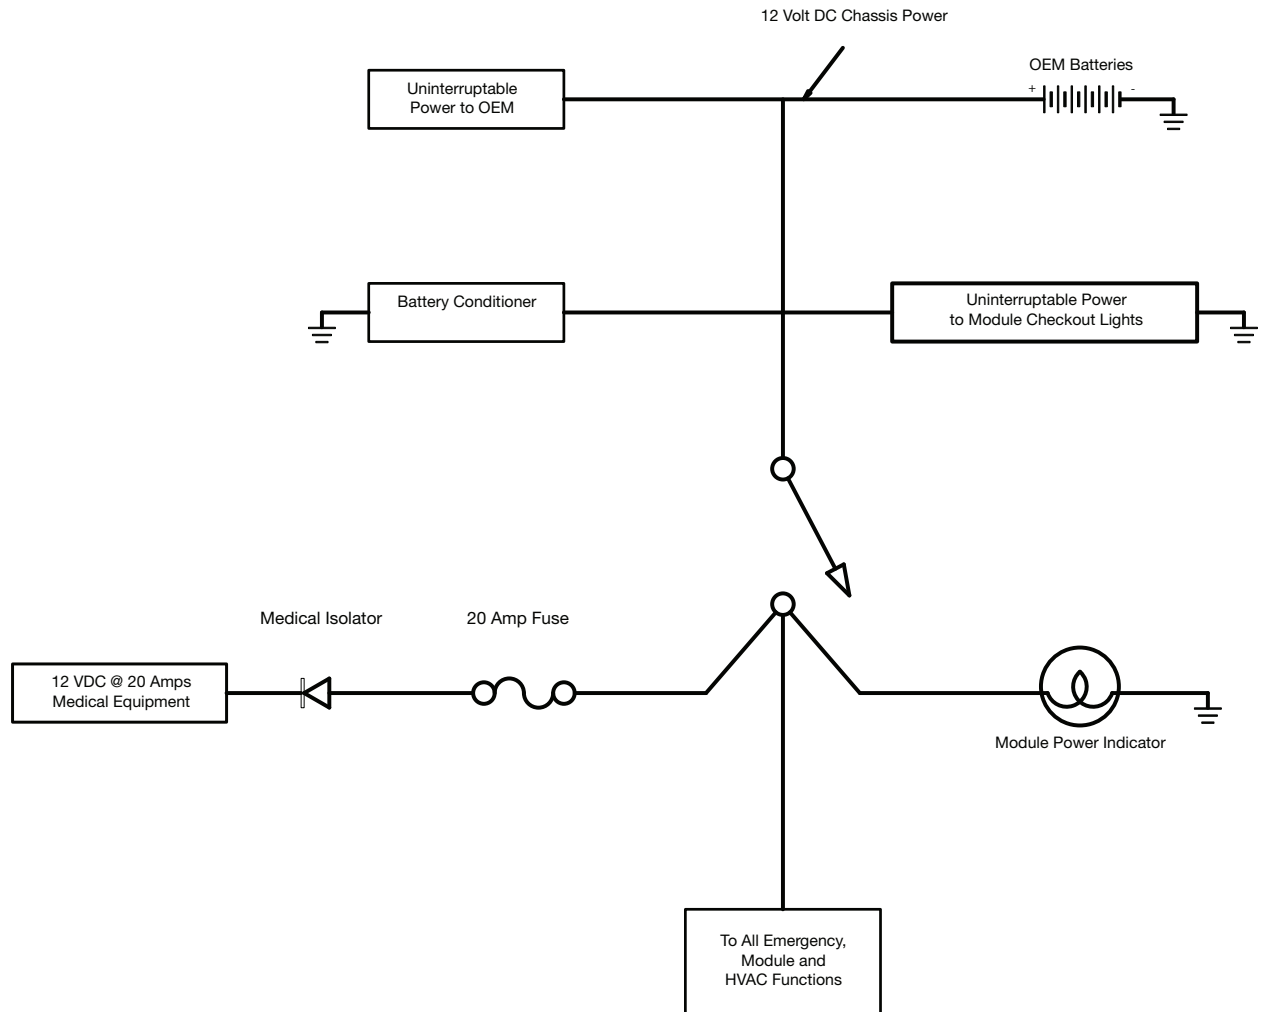 12 Volt DC Chassis Power
OEM Batteries
+
-
Uninterruptable
Power to OEM
Battery Conditioner
Uninterruptable Power
to Module Checkout Lights
Medical Isolator
20 Amp Fuse
12 VDC @ 20 Amps
Medical Equipment
Module Power Indicator
To All Emergency,
Module and
HVAC Functions